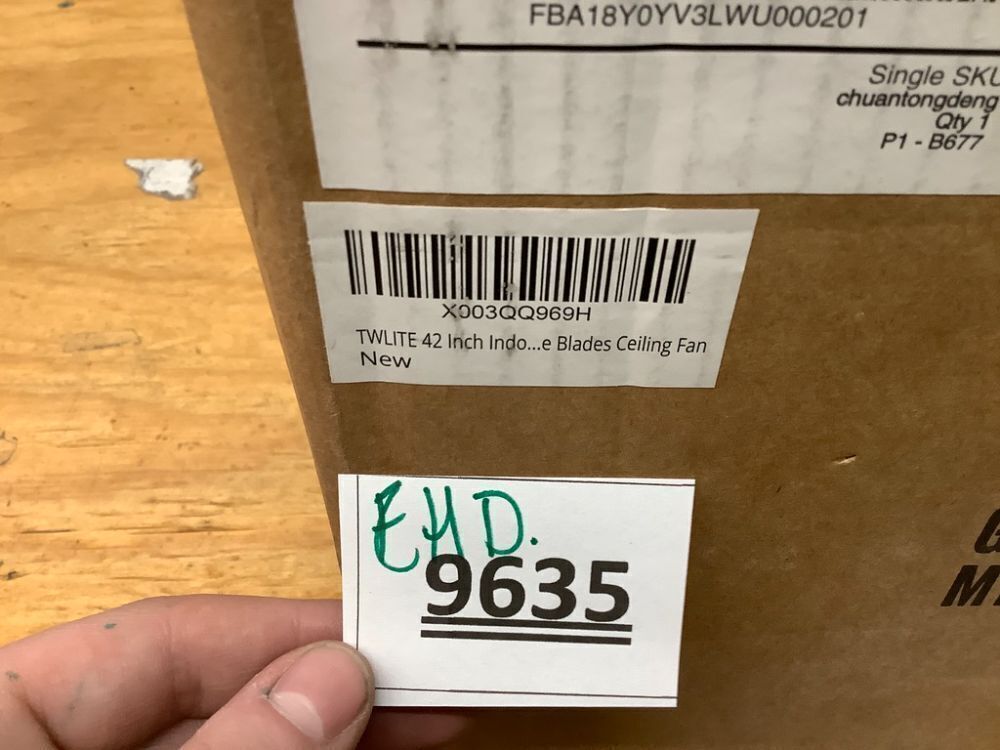 FBA18Y0YV3LWU000201
Single SKU
chuantongdeng
Qty 1
P1 - B677
X003QQ969H
TWLITE 42 Inch Indo...e Blades Ceiling Fan
New
EHD.
9635